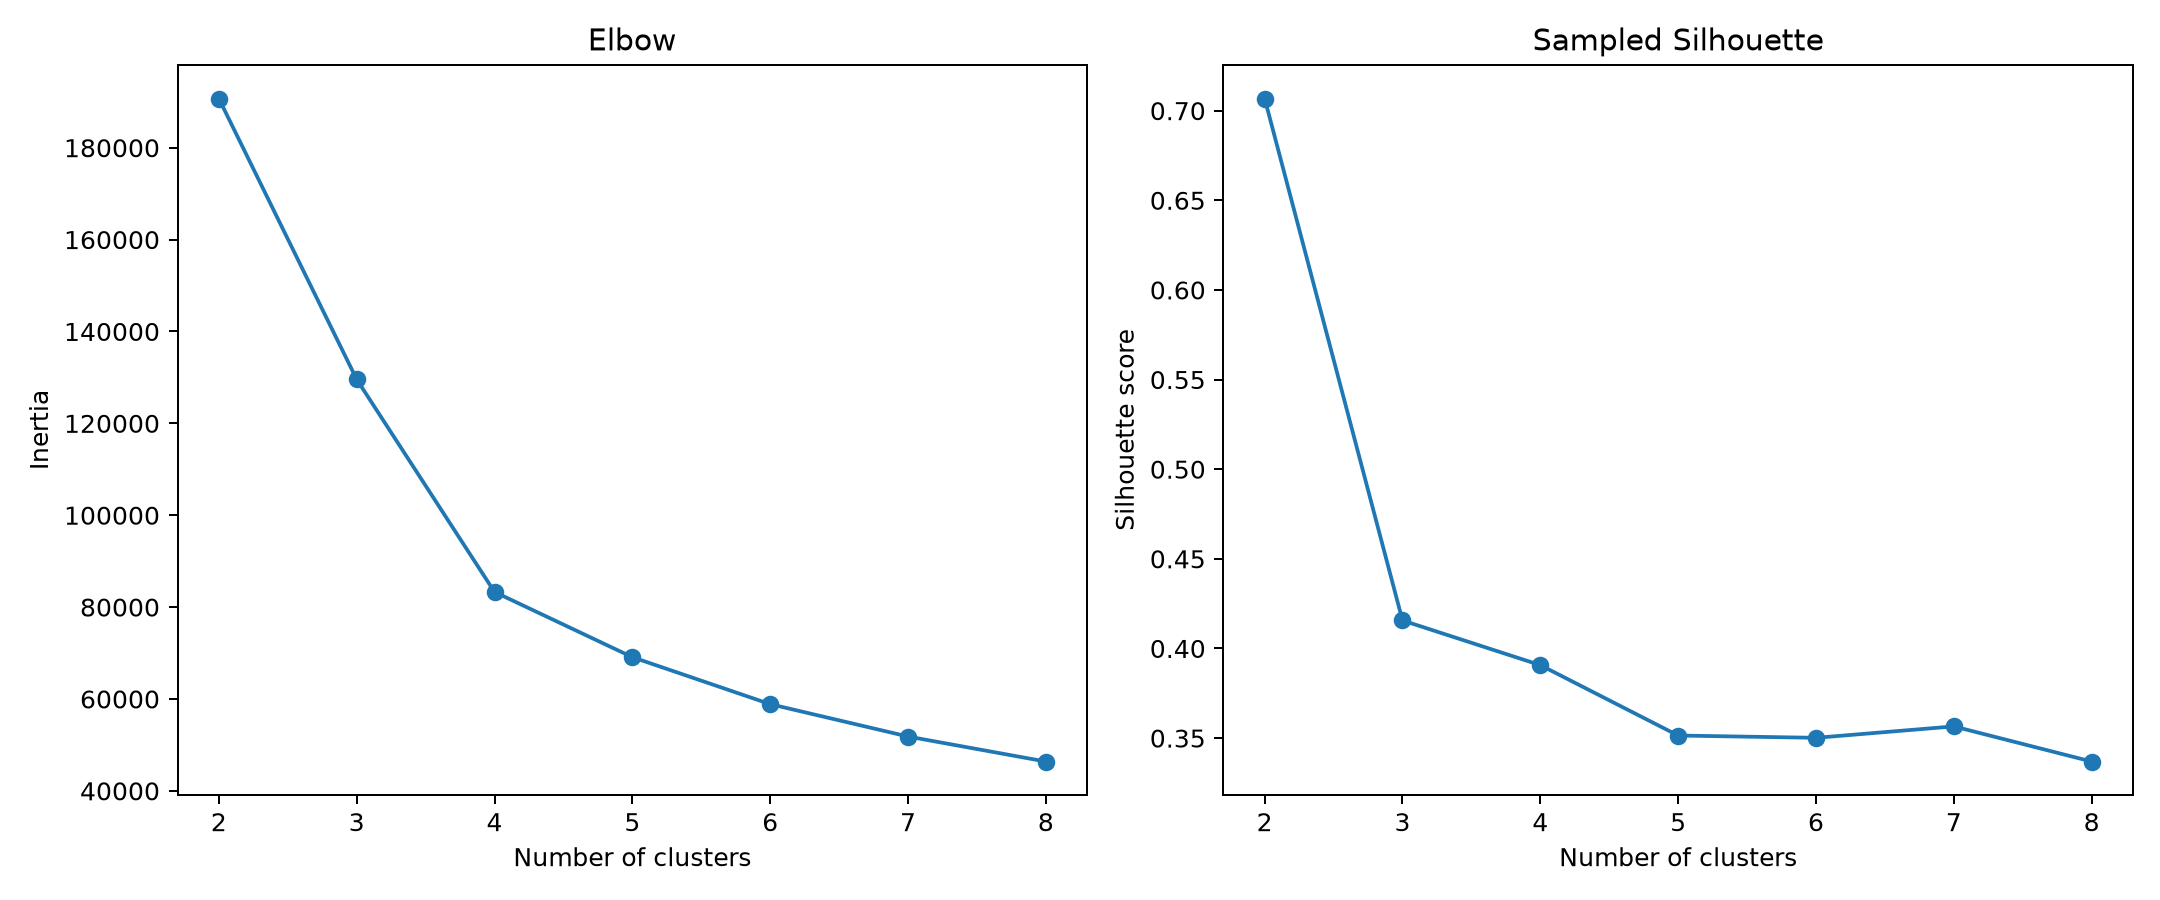 Elbow
180000
160000
140000
120000
100000
80000
60000
40000
Inertia
2 3 4 5 6 7 8
Number of clusters
Sampled Silhouette
0.70
0.65
0.60
0.55
0.50
0.45
0.40
0.35
Silhouette score
2 3 4 5 6 7 8
Number of clusters